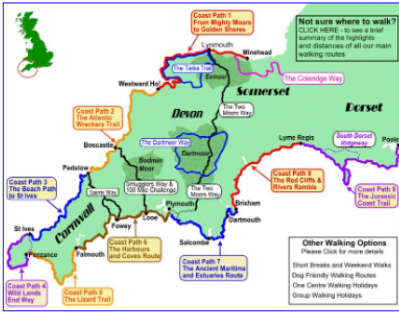 Coast Path 1
From Mighty Moors
to Golden Shores
Not sure where to walk?
CLICK HERE - to see a brief
summary of the highlights
and distances of all our main
walking routes
Lynmouth
Minehead
The Tarka Trail
Exmoor
The Coleridge Way
Westward Ho!
Somerset
Coast Path 2
The Atlantic
Wreckers Trail
Devon
The Two
Moors Way
Dorset
Boscastle
The Dartmoor Way
Lyme Regis
South Dorset
Ridgeway
Poole
Bodmin
Moor
Dartmoor
Coast Path 3
The Beach Path
to St Ives
Padstow
Smugglers Way &
100 Mile Challenge
The Two
Moors Way
Coast Path 8
The Red Cliffs &
Rivers Ramble
Saints Way
Coast Path 9
The Jurassic
Coast Trail
Plymouth
Brixham
Cornwall
Looe
Fowey
Dartmouth
St Ives
Salcombe
Coast Path 6
The Harbours
and Coves Route
Penzance
Falmouth
Coast Path 7
The Ancient Maritime
and Estuaries Route
Coast Path 4
Wild Lands
End Way
Coast Path 5
The Lizard Trail
Other Walking Options
Please Click for more details
Short Breaks and Weekend Walks
Dog Friendly Walking Routes
One Centre Walking Holidays
Group Walking Holidays